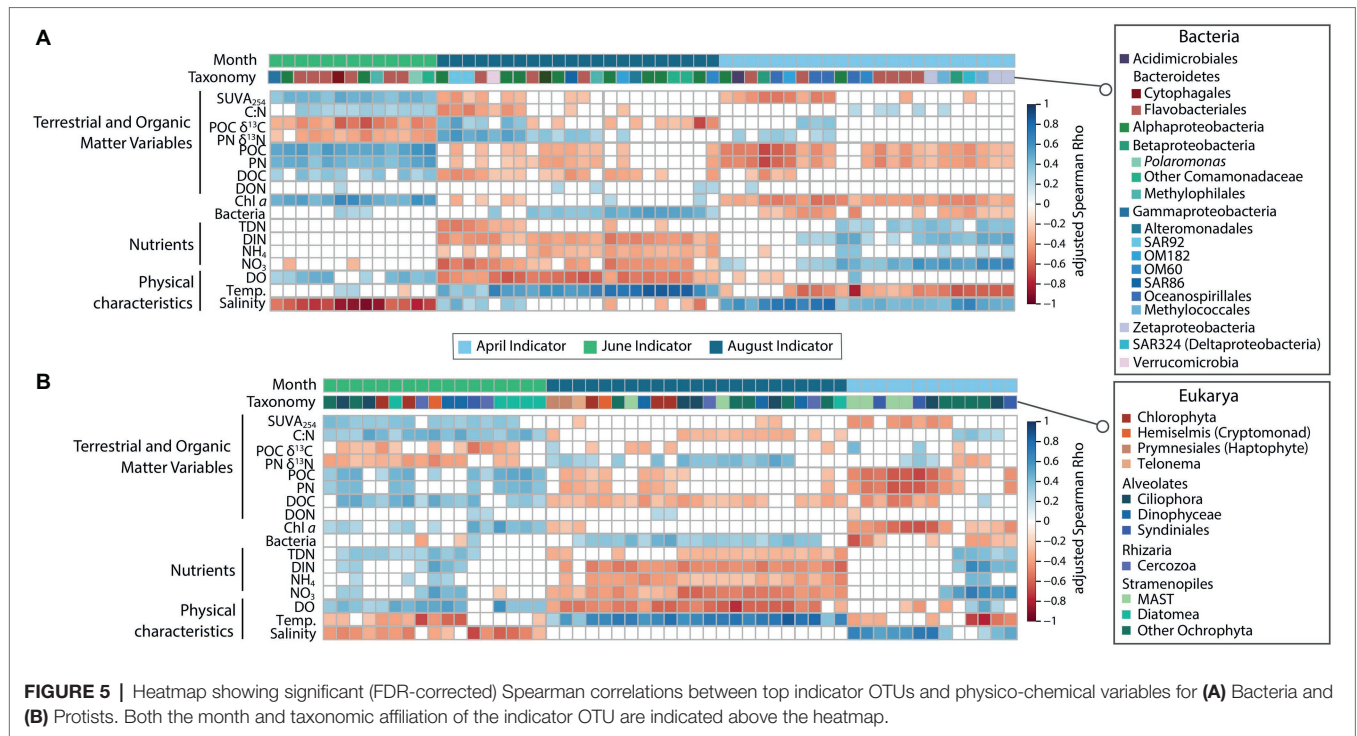 A
Month
Taxonomy
Terrestrial and Organic
Matter Variables
SUVA254
C:N
POC δ13C
PN δ13N
POC
PN
DOC
DON
Chl a
Bacteria
Nutrients
TDN
DIN
NH4
NO3
Physical
characteristics
DO
Temp.
Salinity
1
0.8
0.6
0.4
0.2
0
−0.2
−0.4
−0.6
−0.8
−1
adjusted Spearman Rho
Bacteria
Acidimicrobiales
Bacteroidetes
Cytophagales
Flavobacteriales
Alphaproteobacteria
Betaproteobacteria
Polaromonas
Other Comamonadaceae
Methylophilales
Gammaproteobacteria
Alteromonadales
SAR92
OM182
OM60
SAR86
Oceanospirillales
Methylococcales
Zetaproteobacteria
SAR324 (Deltaproteobacteria)
Verrucomicrobia
April Indicator June Indicator August Indicator
B
Month
Taxonomy
Terrestrial and Organic
Matter Variables
SUVA254
C:N
POC δ13C
PN δ13N
POC
PN
DOC
DON
Chl a
Bacteria
Nutrients
TDN
DIN
NH4
NO3
Physical
characteristics
DO
Temp.
Salinity
1
0.8
0.6
0.4
0.2
0
−0.2
−0.4
−0.6
−0.8
−1
adjusted Spearman Rho
Eukarya
Chlorophyta
Hemiselmis (Cryptomonad)
Prymnesiales (Haptophyte)
Telonema
Alveolates
Ciliophora
Dinophyceae
Syndiniales
Rhizaria
Cercozoa
Stramenopiles
MAST
Diatomea
Other Ochrophyta
FIGURE 5 | Heatmap showing significant (FDR-corrected) Spearman correlations between top indicator OTUs and physico-chemical variables for (A) Bacteria and
(B) Protists. Both the month and taxonomic affiliation of the indicator OTU are indicated above the heatmap.